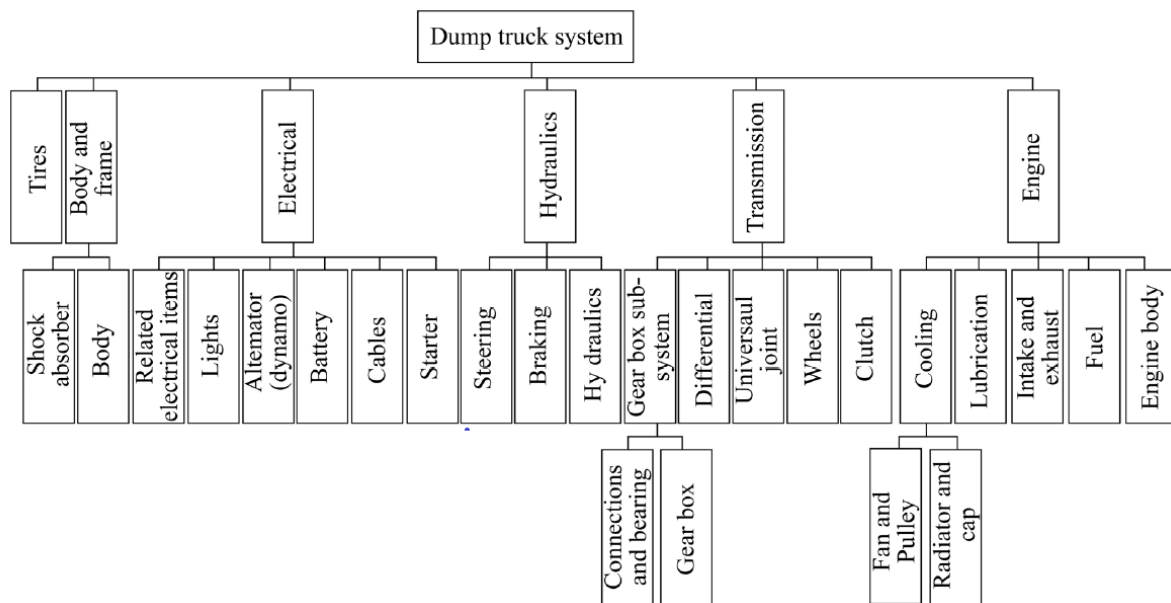 Dump truck system
Tires
Body and
frame
Electrical
Hydraulics
Transmission
Engine
Shock
absorber
Body
Related
electrical items
Lights
Altemator
(dynamo)
Battery
Cables
Starter
Steering
Braking
Hy draulics
Gear box sub-
system
Differential
Universaul
joint
Wheels
Clutch
Cooling
Lubrication
Intake and
exhaust
Fuel
Engine body
Connections
and bearing
Gear box
Fan and
Pulley
Radiator and
cap